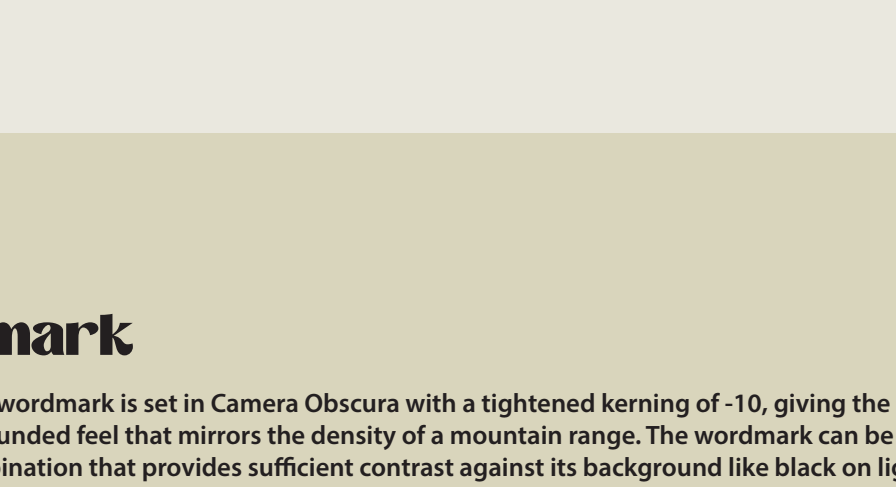 mark
wordmark is set in Camera Obscura with a tightened kerning of -10, giving the
unded feel that mirrors the density of a mountain range. The wordmark can be
ination that provides sufficient contrast against its background like black on lig